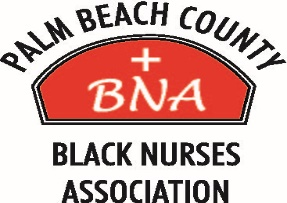 PALM BEACH COUNTY
BNA
BLACK NURSES
ASSOCIATION